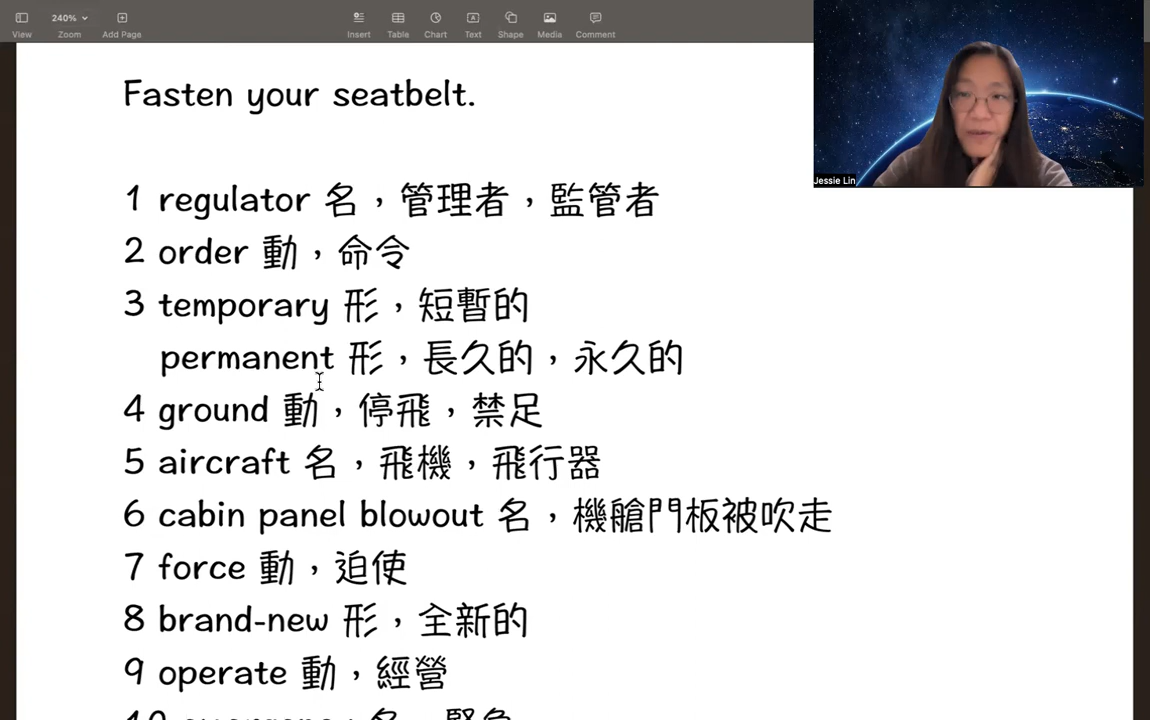 240%
View
Zoom
Add Page
Insert
Table
Chart
Text
Shape
Media
Comment
Jessie Lin
Fasten your seatbelt.
1 regulator 名，管理者，監管者
2 order 動，命令
3 temporary 形，短暫的
permanent 形，長久的，永久的
4 ground 動，停飛，禁足
5 aircraft 名，飛機，飛行器
6 cabin panel blowout 名，機艙門板被吹走
7 force 動，迫使
8 brand-new 形，全新的
9 operate 動，經營